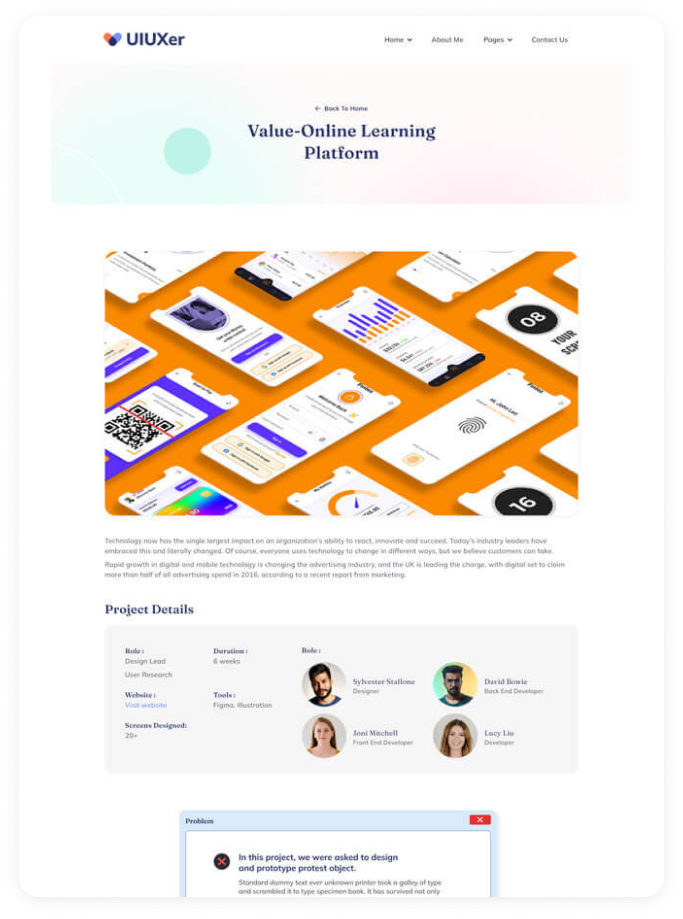 UIUXer
Home
About Me
Pages
Contact Us
← Back To Home
Value-Online Learning
Platform
08
YOUR
Welcome Back
Sign In
Hi, John Leo
16
Technology now has the single largest impact on an organization's ability to react, innovate and succeed. Today's industry leaders have
embraced this and literally changed. Of course, everyone uses technology to change in different ways, but we believe customers can take.
Rapid growth in digital and mobile technology is changing the advertising industry, and the UK is leading the charge, with digital set to claim
more than half of all advertising spend in 2016, according to a recent report from marketing.
Project Details
Role :
Design Lead
User Research
Duration :
6 weeks
Website :
Visit website
Tools :
Figma, Illustration
Screens Designed:
20+
Role :
Sylvester Stallone
Designer
David Bowie
Back End Developer
Joni Mitchell
Front End Developer
Lucy Liu
Developer
Problem
In this project, we were asked to design
and prototype protest object.
Standard dummy text ever unknown printer took a galley of type
and scrambled it to type specimen book. It has survived not only